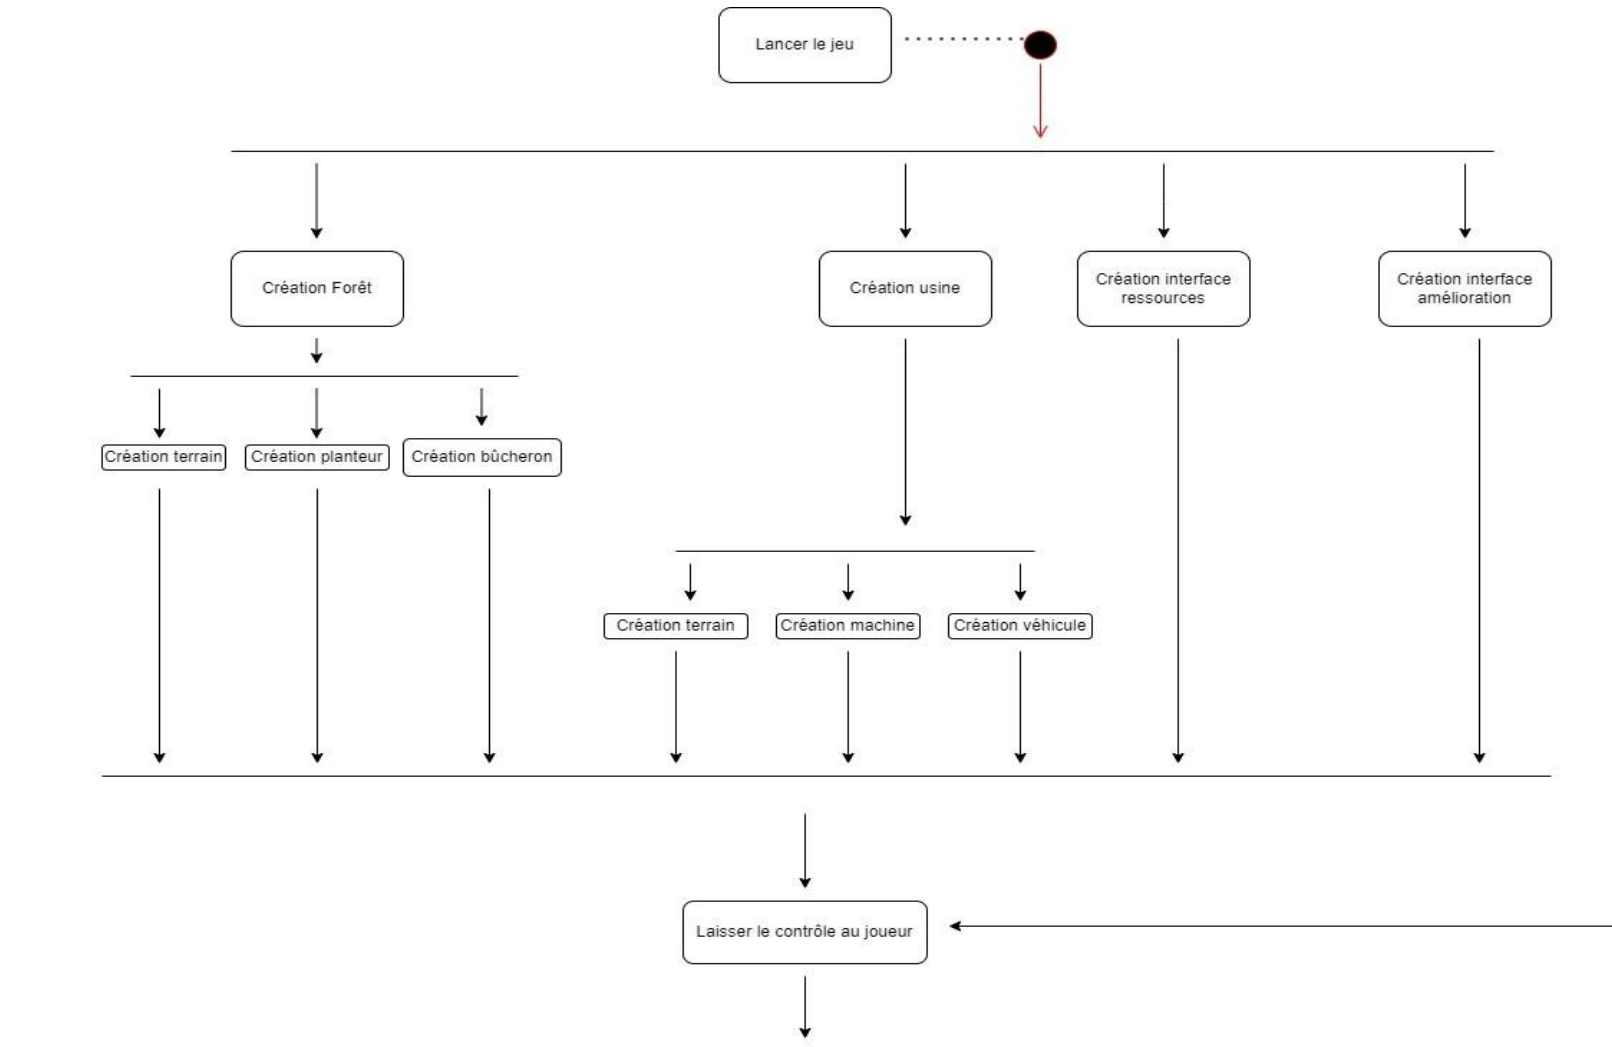 Lancer le jeu
Création Forêt
Création usine
Création interface
ressources
Création interface
amélioration
Création terrain
Création planteur
Création bûcheron
Création terrain
Création machine
Création véhicule
Laisser le contrôle au joueur